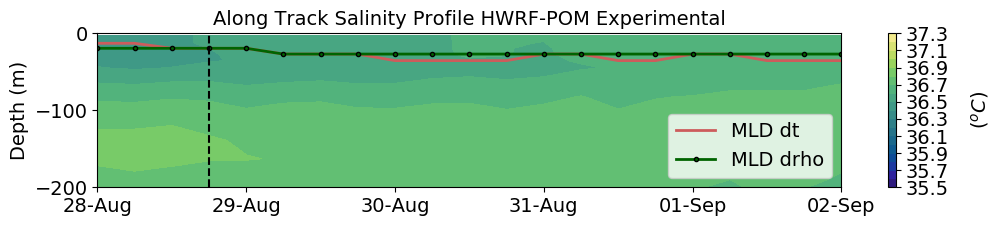 Along Track Salinity Profile HWRF-POM Experimental
Depth (m)
0
−100
−200
28-Aug
29-Aug
30-Aug
31-Aug
01-Sep
02-Sep
MLD dt
MLD drho
37.3
37.1
36.9
36.7
36.5
36.3
36.1
35.9
35.7
35.5
(°C)